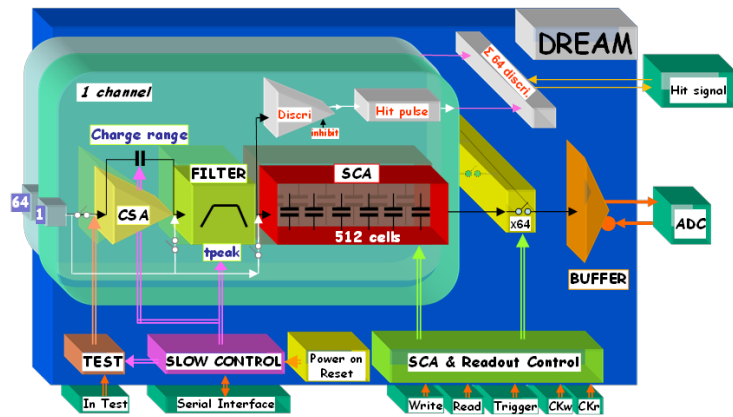 DREAM
Σ 64 discri.
Hit signal
1 channel
Discri
Hit pulse
inhibit
Charge range
FILTER
SCA
64
1
CSA
tpeak
512 cells
x64
ADC
BUFFER
TEST
SLOW CONTROL
Power on
Reset
SCA & Readout Control
In Test
Serial Interface
Write
Read
Trigger
CKw
CKr